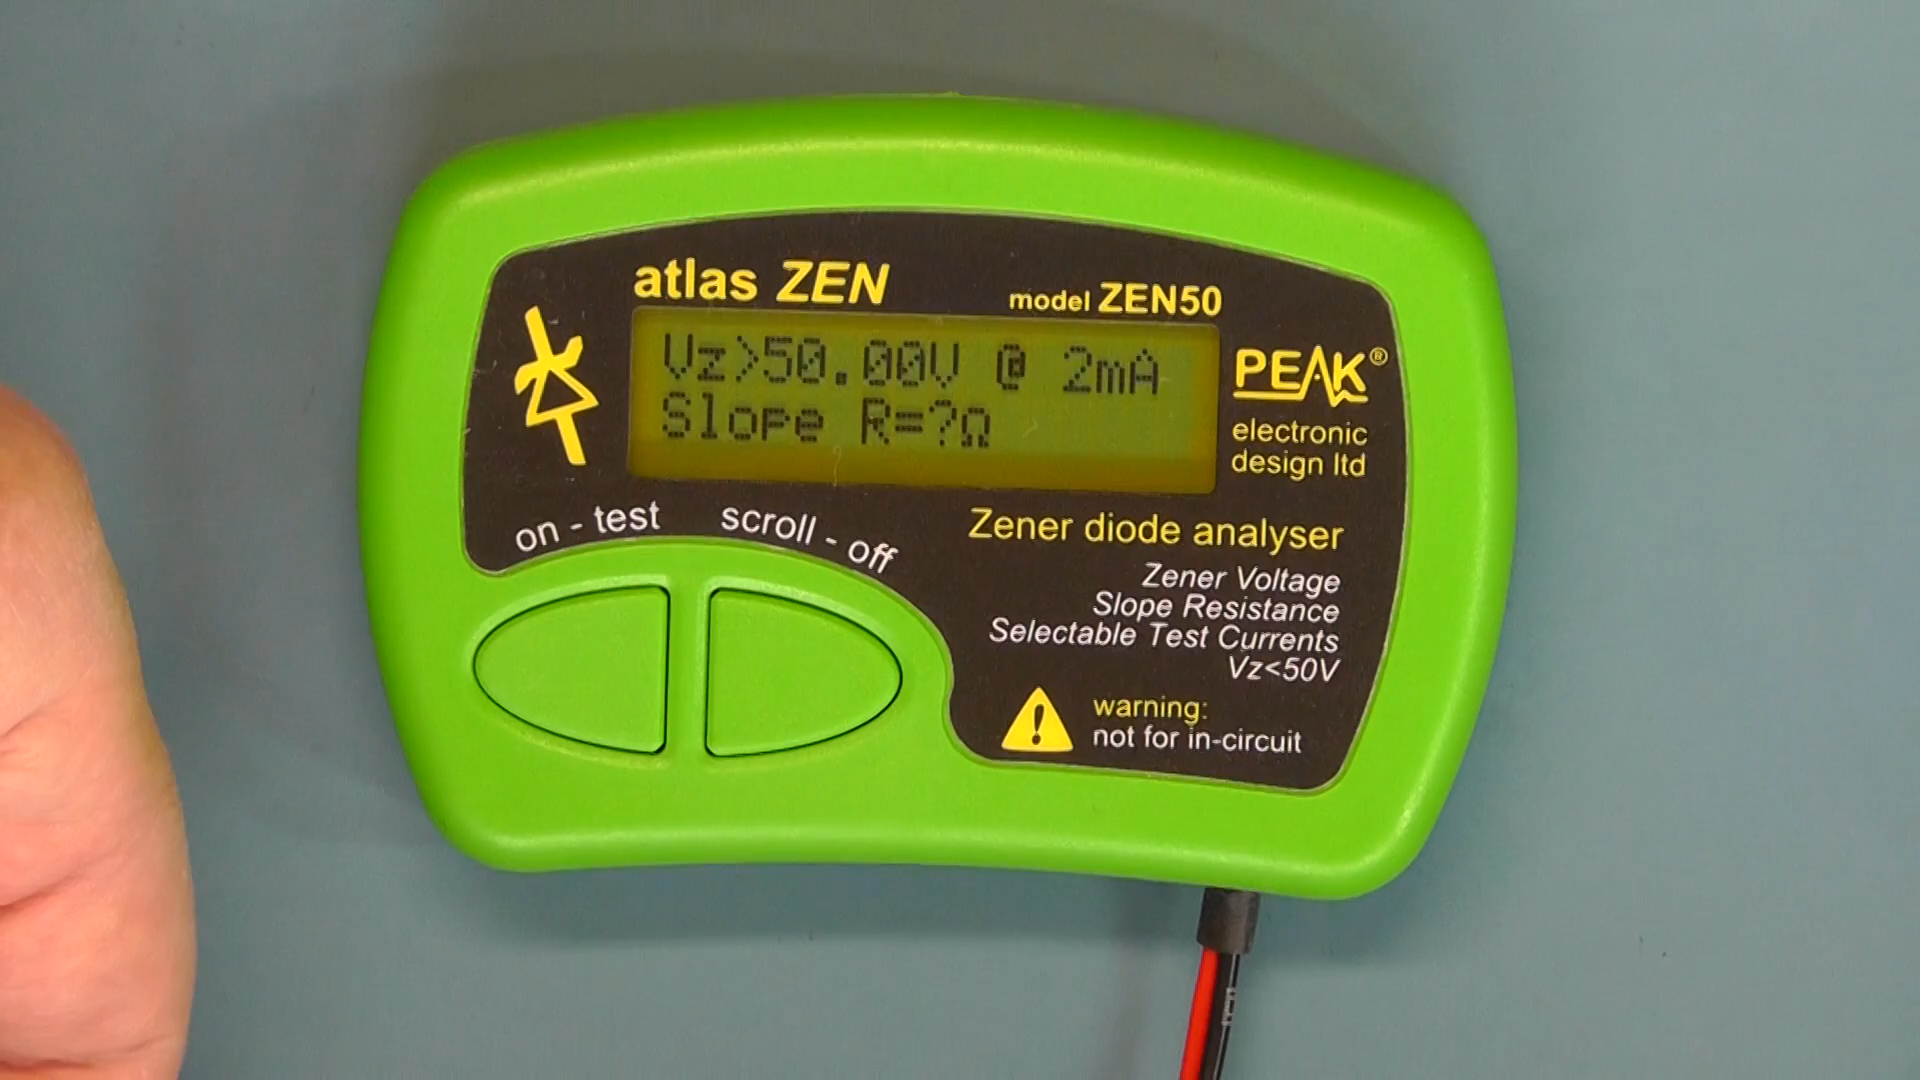 atlas ZEN
model ZEN50
Vz>50.00V @ 2mA
Slope R=?Ω
PEAK®
electronic
design ltd
on - test
scroll - off
Zener diode analyser
Zener Voltage
Slope Resistance
Selectable Test Currents
Vz<50V
warning:
not for in-circuit